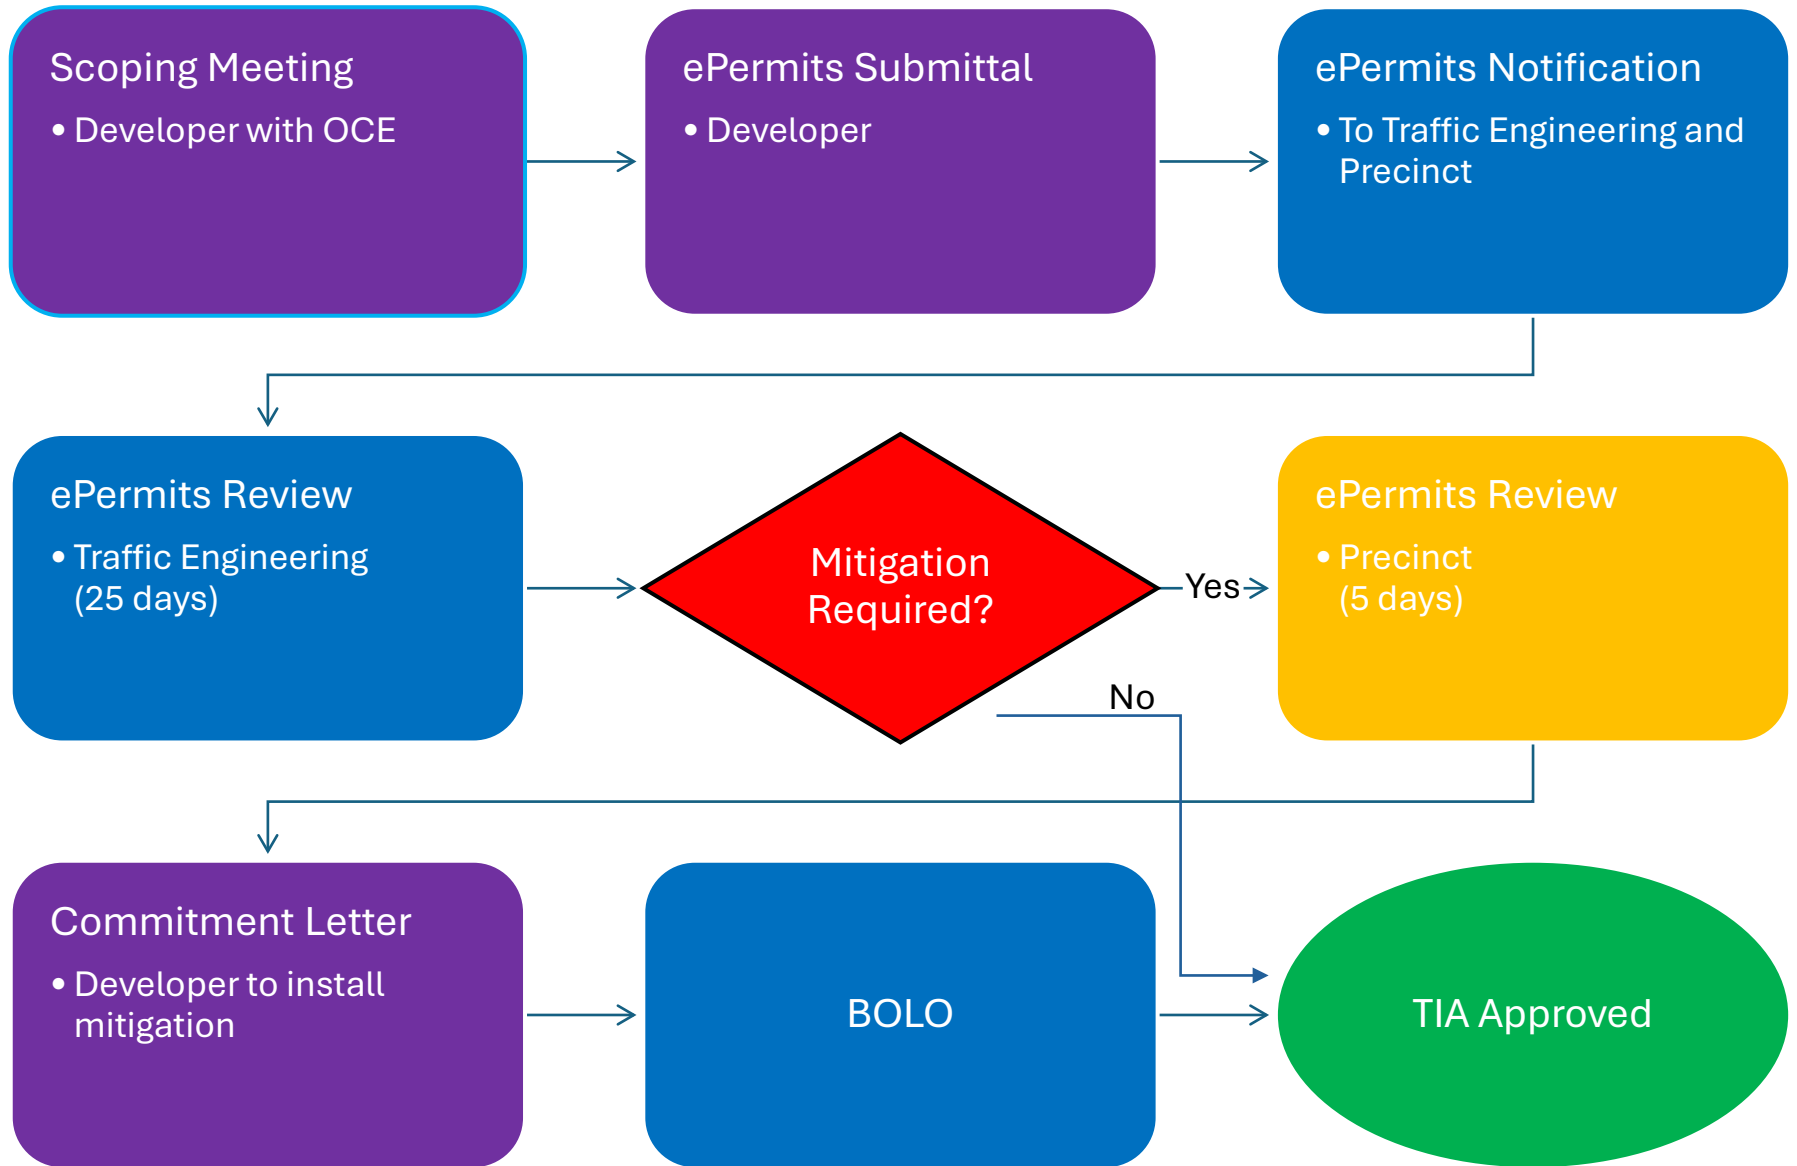 Scoping Meeting
• Developer with OCE
ePermits Submittal
• Developer
ePermits Notification
• To Traffic Engineering and
Precinct
ePermits Review
• Traffic Engineering
(25 days)
Mitigation
Required?
Yes
No
ePermits Review
• Precinct
(5 days)
Commitment Letter
• Developer to install
mitigation
BOLO
TIA Approved